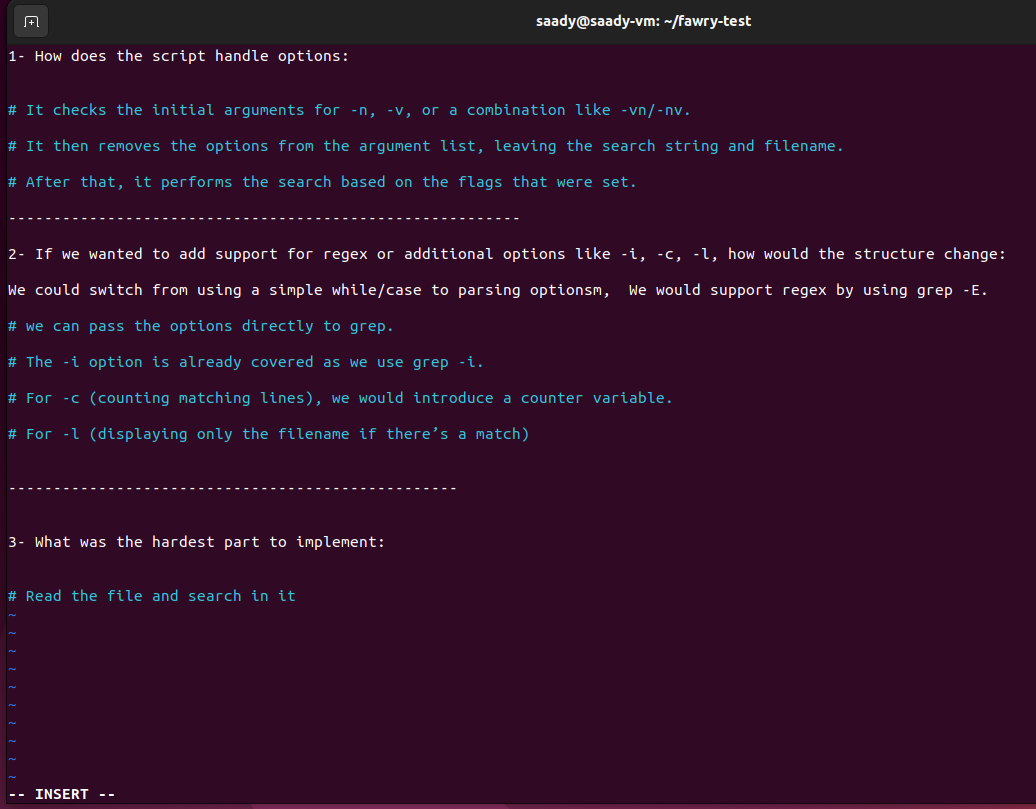 saady@saady-vm: ~/fawry-test
1- How does the script handle options:
# It checks the initial arguments for -n, -v, or a combination like -vn/-nv.
# It then removes the options from the argument list, leaving the search string and filename.
# After that, it performs the search based on the flags that were set.
---------------------------------------------------------
2- If we wanted to add support for regex or additional options like -i, -c, -l, how would the structure change:
We could switch from using a simple while/case to parsing optionsm,  We would support regex by using grep -E.
# we can pass the options directly to grep.
# The -i option is already covered as we use grep -i.
# For -c (counting matching lines), we would introduce a counter variable.
# For -l (displaying only the filename if there’s a match)
--------------------------------------------------
3- What was the hardest part to implement:
# Read the file and search in it
~
~
~
~
~
~
~
~
~
~
-- INSERT --